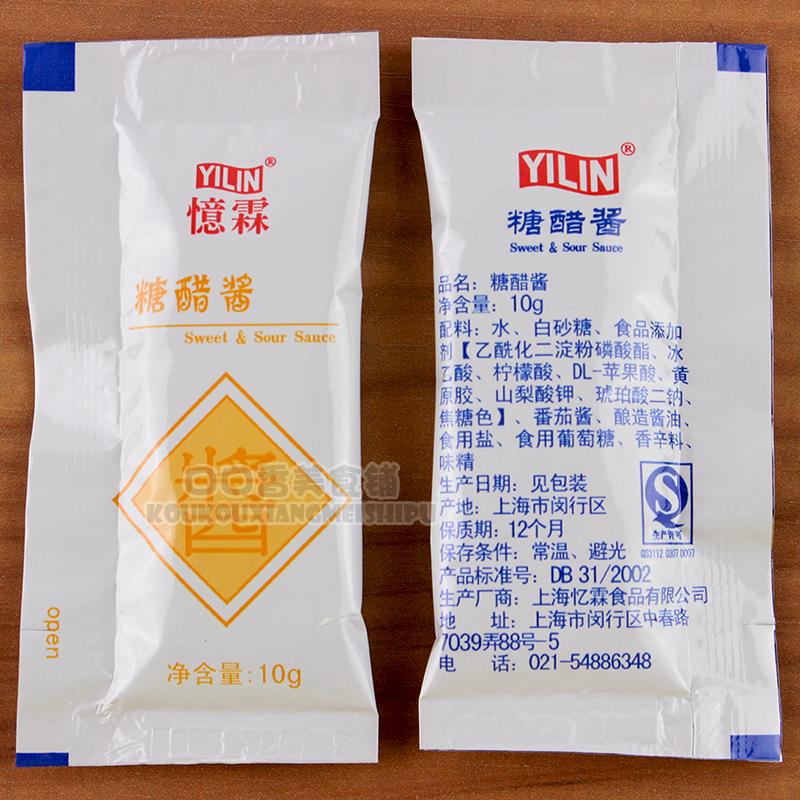 YILIN®
憶霖
糖醋酱
Sweet & Sour Sauce
醬
口口香美食铺
KOUKOUXIANGMEISHIPU
open
净含量:10g
YILIN®
糖醋酱
Sweet & Sour Sauce
品名：糖醋酱
净含量：10g
配料：水、白砂糖、食品添加
剂【乙酰化二淀粉磷酸酯、冰
乙酸、柠檬酸、DL-苹果酸、黄
原胶、山梨酸钾、琥珀酸二钠、
焦糖色】、番茄酱、酿造酱油、
食用盐、食用葡萄糖、香辛料、
味精
生产日期：见包装
产地：上海市闵行区
保质期：12个月
保存条件：常温、避光
产品标准号：DB 31/2002
生产厂商：上海忆霖食品有限公司
地 址：上海市闵行区中春路
7039弄88号-5
电 话：021-54886348
生产许可
QS3112 0307 0097